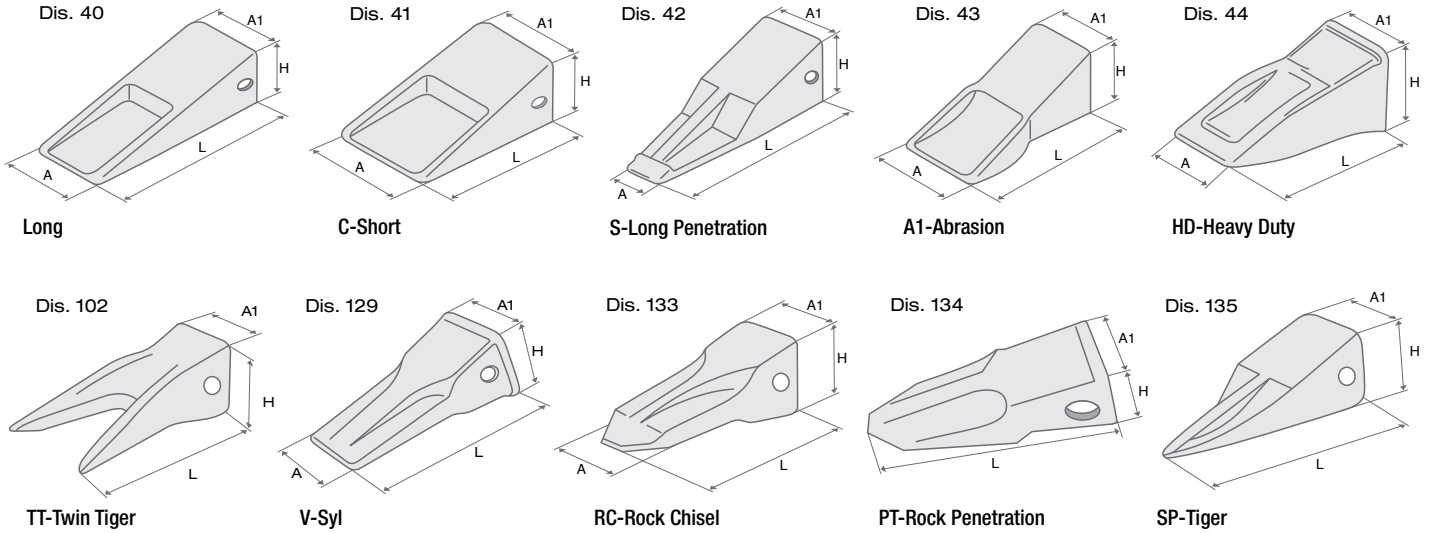 Dis. 40
A1
H
L
A
Long
Dis. 41
A1
H
L
A
C-Short
Dis. 42
A1
H
L
A
S-Long Penetration
Dis. 43
A1
H
L
A
A1-Abrasion
Dis. 44
A1
H
L
A
HD-Heavy Duty
Dis. 102
A1
H
L
TT-Twin Tiger
Dis. 129
A1
H
L
A
V-Syl
Dis. 133
A1
H
L
A
RC-Rock Chisel
Dis. 134
A1
H
L
PT-Rock Penetration
Dis. 135
A1
H
L
SP-Tiger